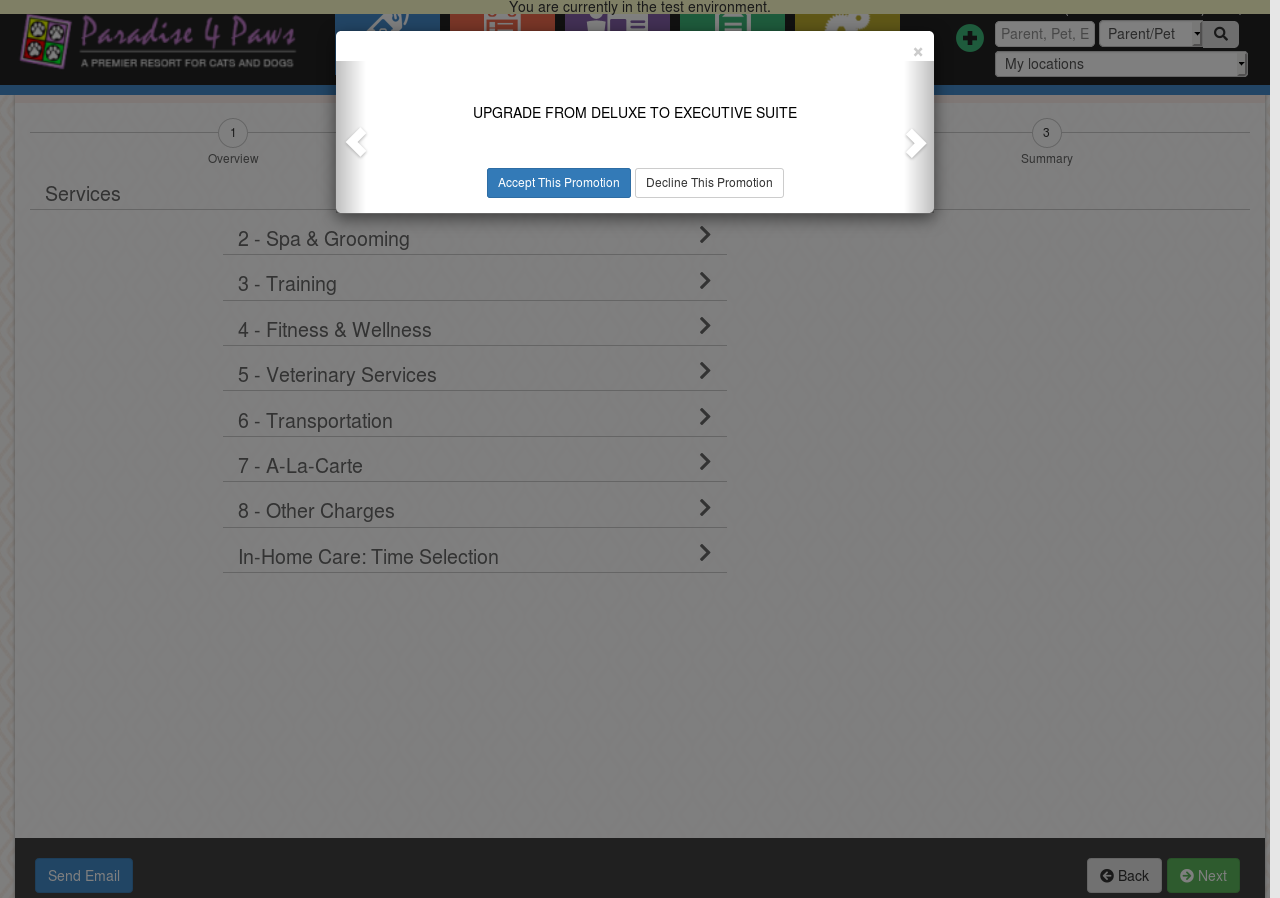 You are currently in the test environment.
Paradise 4 Paws
A PREMIER RESORT FOR CATS AND DOGS
Parent, Pet, E
Parent/Pet
My locations
×
UPGRADE FROM DELUXE TO EXECUTIVE SUITE
Accept This Promotion
Decline This Promotion
1
3
Overview
Summary
Services
2 - Spa & Grooming
3 - Training
4 - Fitness & Wellness
5 - Veterinary Services
6 - Transportation
7 - A-La-Carte
8 - Other Charges
In-Home Care: Time Selection
Send Email
Back
Next